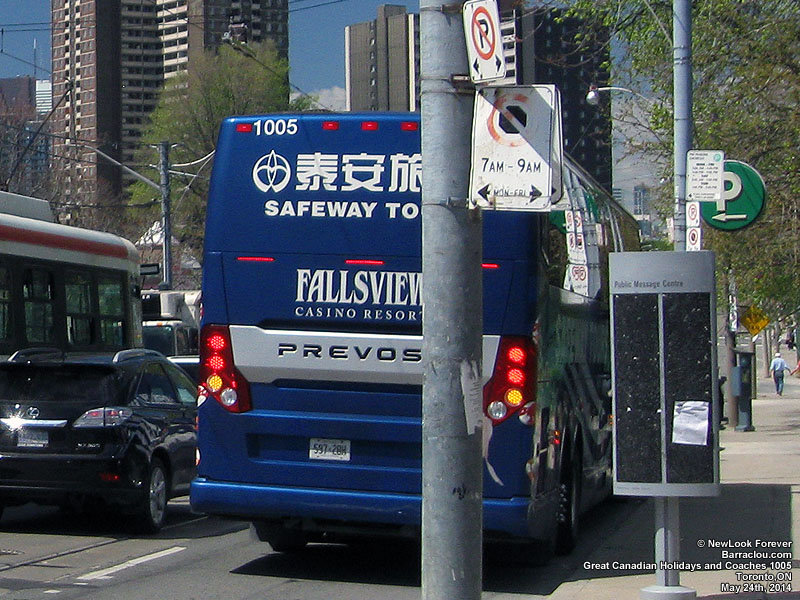 1005
泰安旅
SAFEWAY TO
FALLSVIEW
CASINO RESORT
PREVOS
597-28H
P
7AM - 9AM
MON-FRI
P
Public Message Centre
© NewLook Forever
Barraclou.com
Great Canadian Holidays and Coaches 1005
Toronto,ON
May 24th, 2014